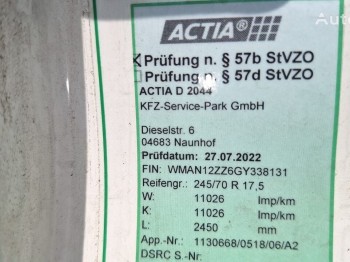 ACTIA®
Autoline
Prüfung n. § 57b StVZO
Prüfung n. § 57d StVZO
ACTIA D 2044
KFZ-Service-Park GmbH
Dieselstr. 6
04683 Naunhof
Prüfdatum: 27.07.2022
FIN: WMAN12ZZ6GY338131
Reifengr.: 245/70 R 17,5
W: 11026 Imp/km
K: 11026 Imp/km
L: 2450 mm
App.-Nr.: 1130668/0518/06/A2
DSRC S.-Nr.: